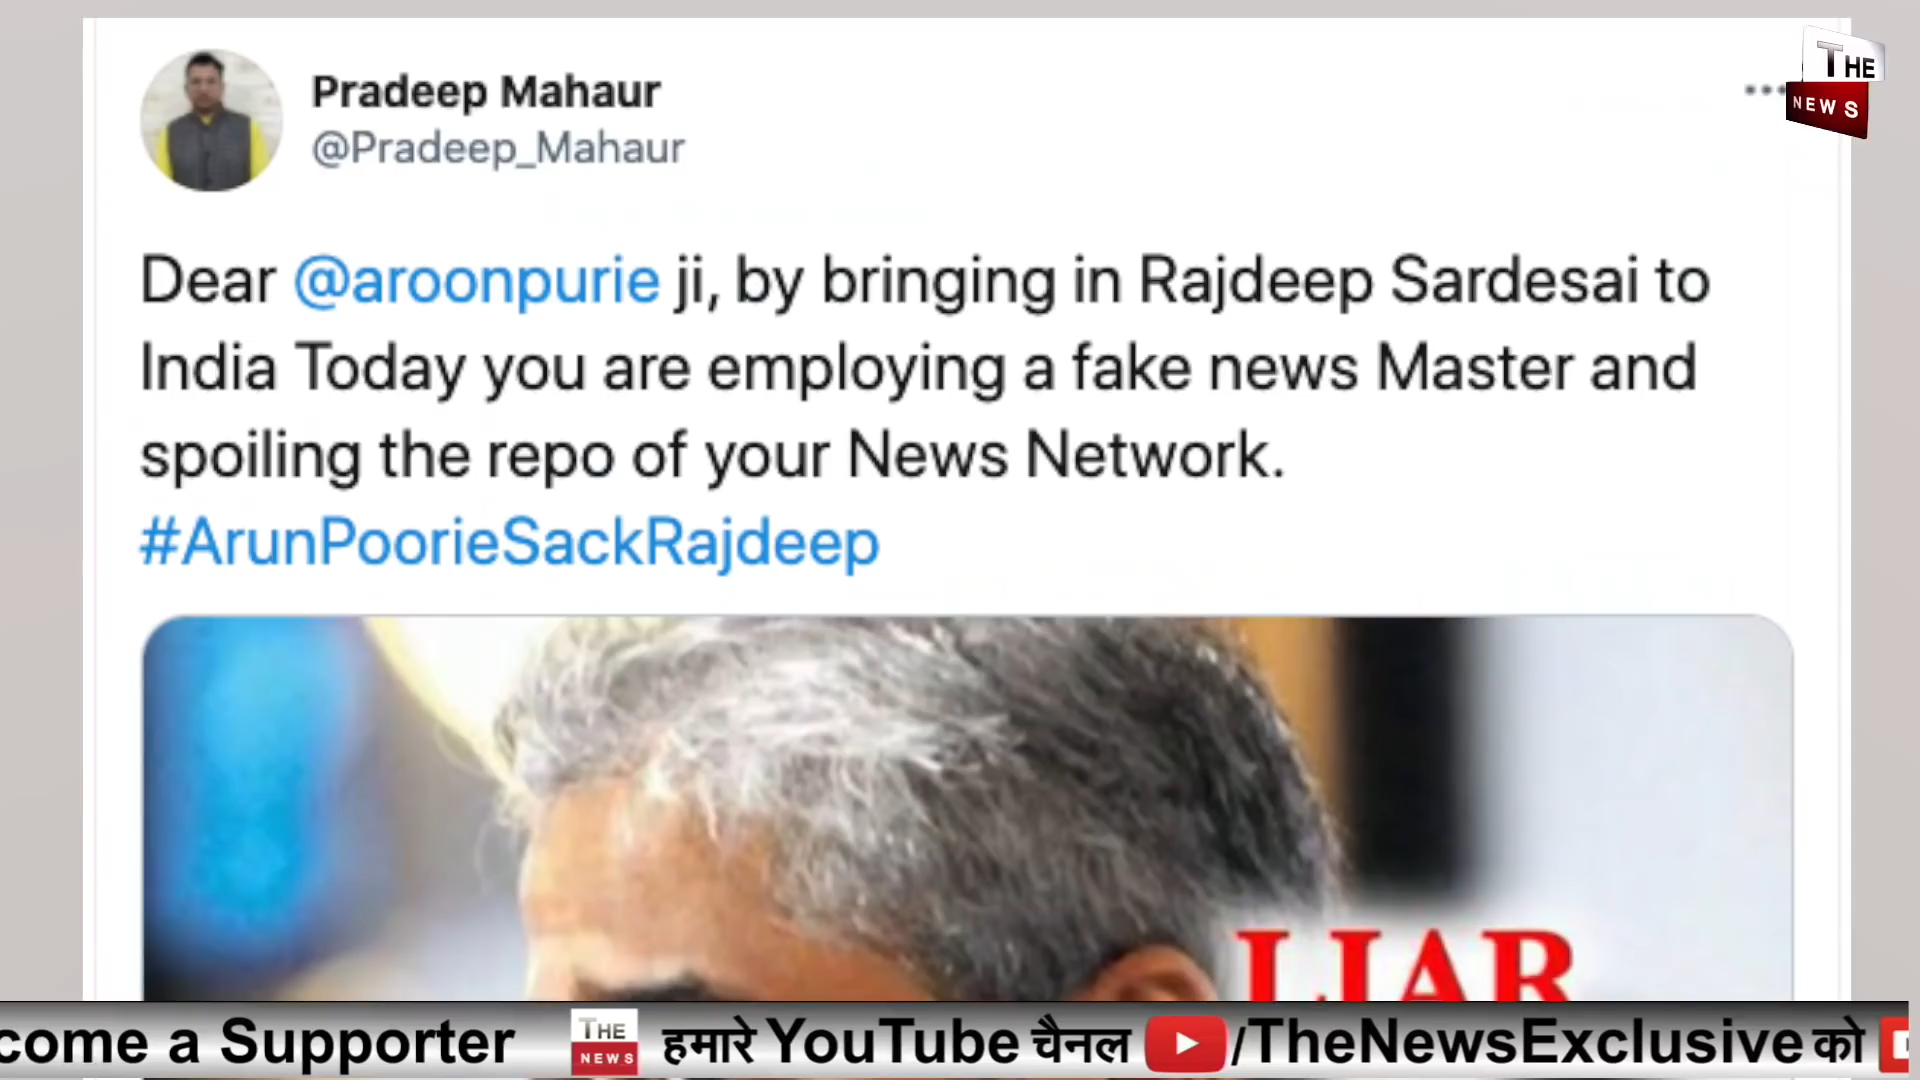 Pradeep Mahaur
@Pradeep_Mahaur
THE
NEWS
Dear @aroonpurie ji, by bringing in Rajdeep Sardesai to
India Today you are employing a fake news Master and
spoiling the repo of your News Network.
#ArunPoorieSackRajdeep
LIAR
come a Supporter THE NEWS हमारे YouTube चैनल /TheNewsExclusive को